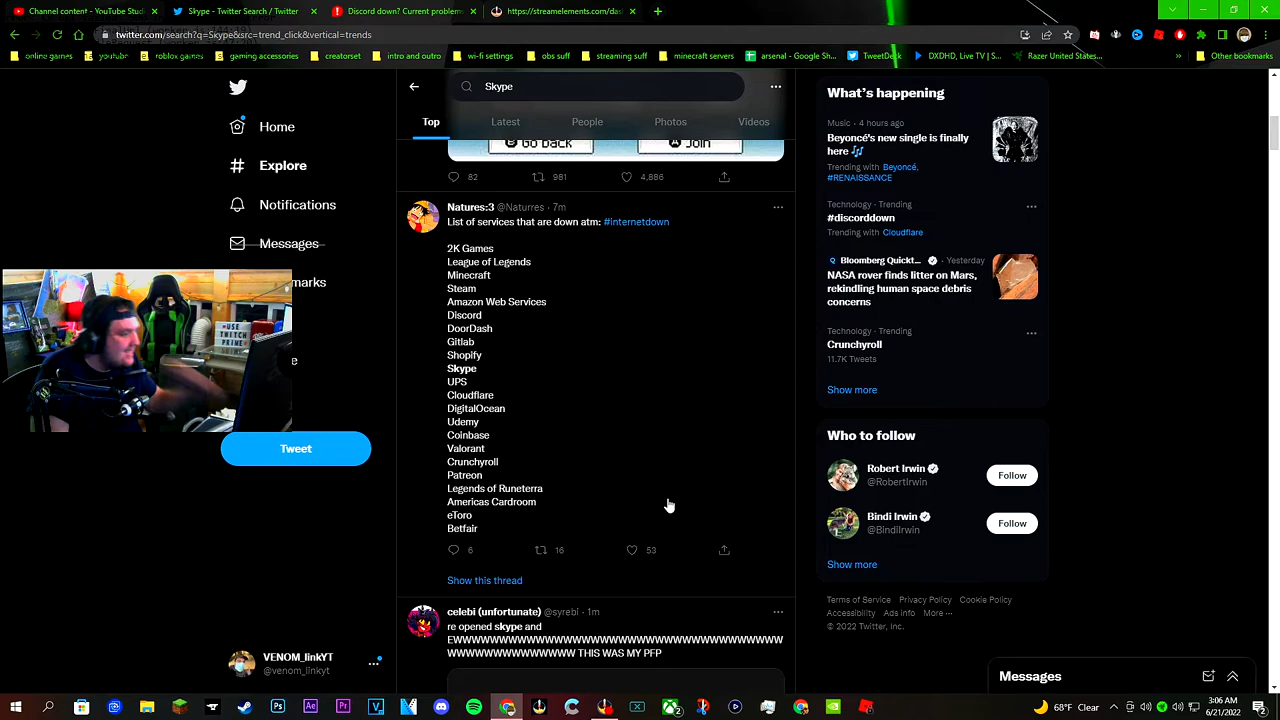 Channel content - YouTube Studi
Skype - Twitter Search / Twitter
Discord down? Current problem
https://streamelements.com/das
twitter.com/search?q=Skype&src=trend_click&vertical=trends
online games
youtube
roblox games
gaming accessories
creatorset
intro and outro
wi-fi settings
obs suff
streaming suff
minecraft servers
arsenal - Google Sh...
TweetDeck
DXDHD, Live TV | S...
Razer United States...
Other bookmarks
Home
Explore
Notifications
Messages
marks
e
USE
TWITCH
PRIME
Tweet
VENOM_linkYT
@venom_linkyt
Skype
Top
Latest
People
Photos
Videos
Go back
Join
82
981
4,886
Natures:3 @Naturres · 7m
List of services that are down atm: #internetdown
2K Games
League of Legends
Minecraft
Steam
Amazon Web Services
Discord
DoorDash
Gitlab
Shopify
Skype
UPS
Cloudflare
DigitalOcean
Udemy
Coinbase
Valorant
Crunchyroll
Patreon
Legends of Runeterra
Americas Cardroom
eToro
Betfair
6
16
53
Show this thread
celebi (unfortunate) @syrebi · 1m
re opened skype and
What's happening
Music · 4 hours ago
Beyoncé's new single is finally
here
Trending with Beyoncé,
#RENAISSANCE
Technology · Trending
#discorddown
Trending with Cloudflare
Bloomberg Quickt... · Yesterday
NASA rover finds litter on Mars,
rekindling human space debris
concerns
Technology · Trending
Crunchyroll
11.7K Tweets
Show more
Who to follow
Robert Irwin
@RobertIrwin
Follow
Bindi Irwin
@BindiIrwin
Follow
Show more
Terms of Service Privacy Policy Cookie Policy
Accessibility Ads info More ···
© 2022 Twitter, Inc.
Messages
THIS WAS MY PFP
68°F Clear
3:06 AM
6/21/2022